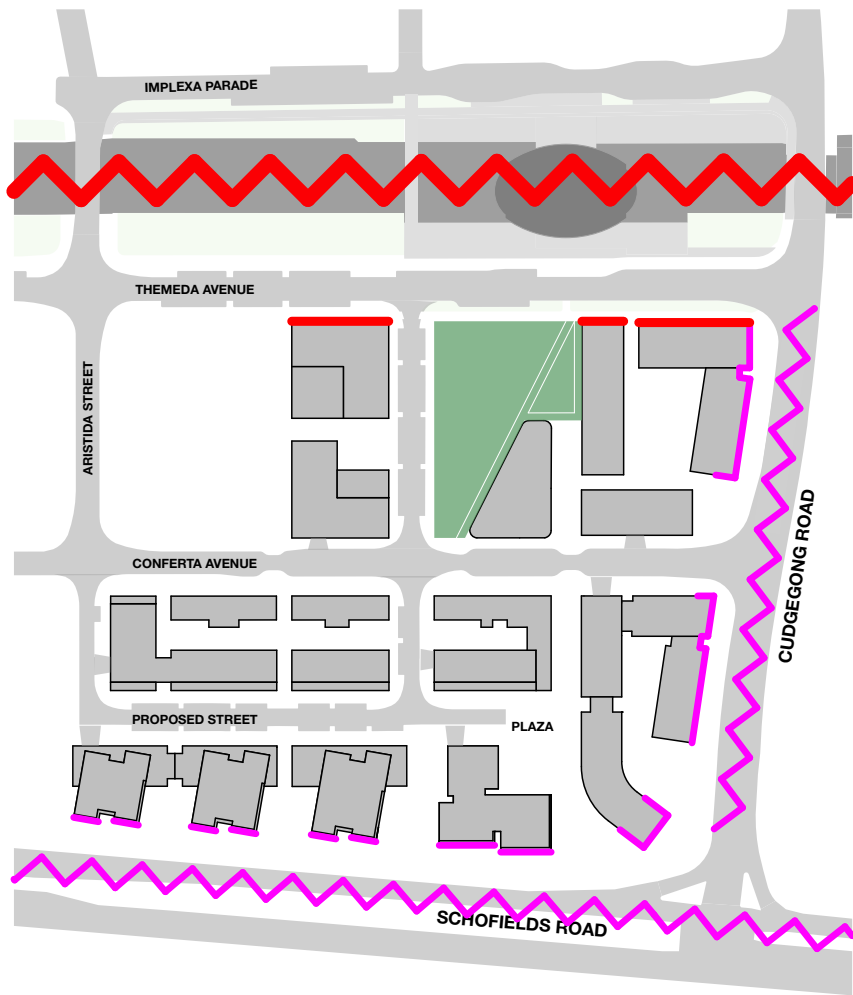 IMPLEXA PARADE
THEMEDA AVENUE
ARISTIDA STREET
CUDGEGONG ROAD
CONFERTA AVENUE
PROPOSED STREET
PLAZA
SCHOFIELDS ROAD